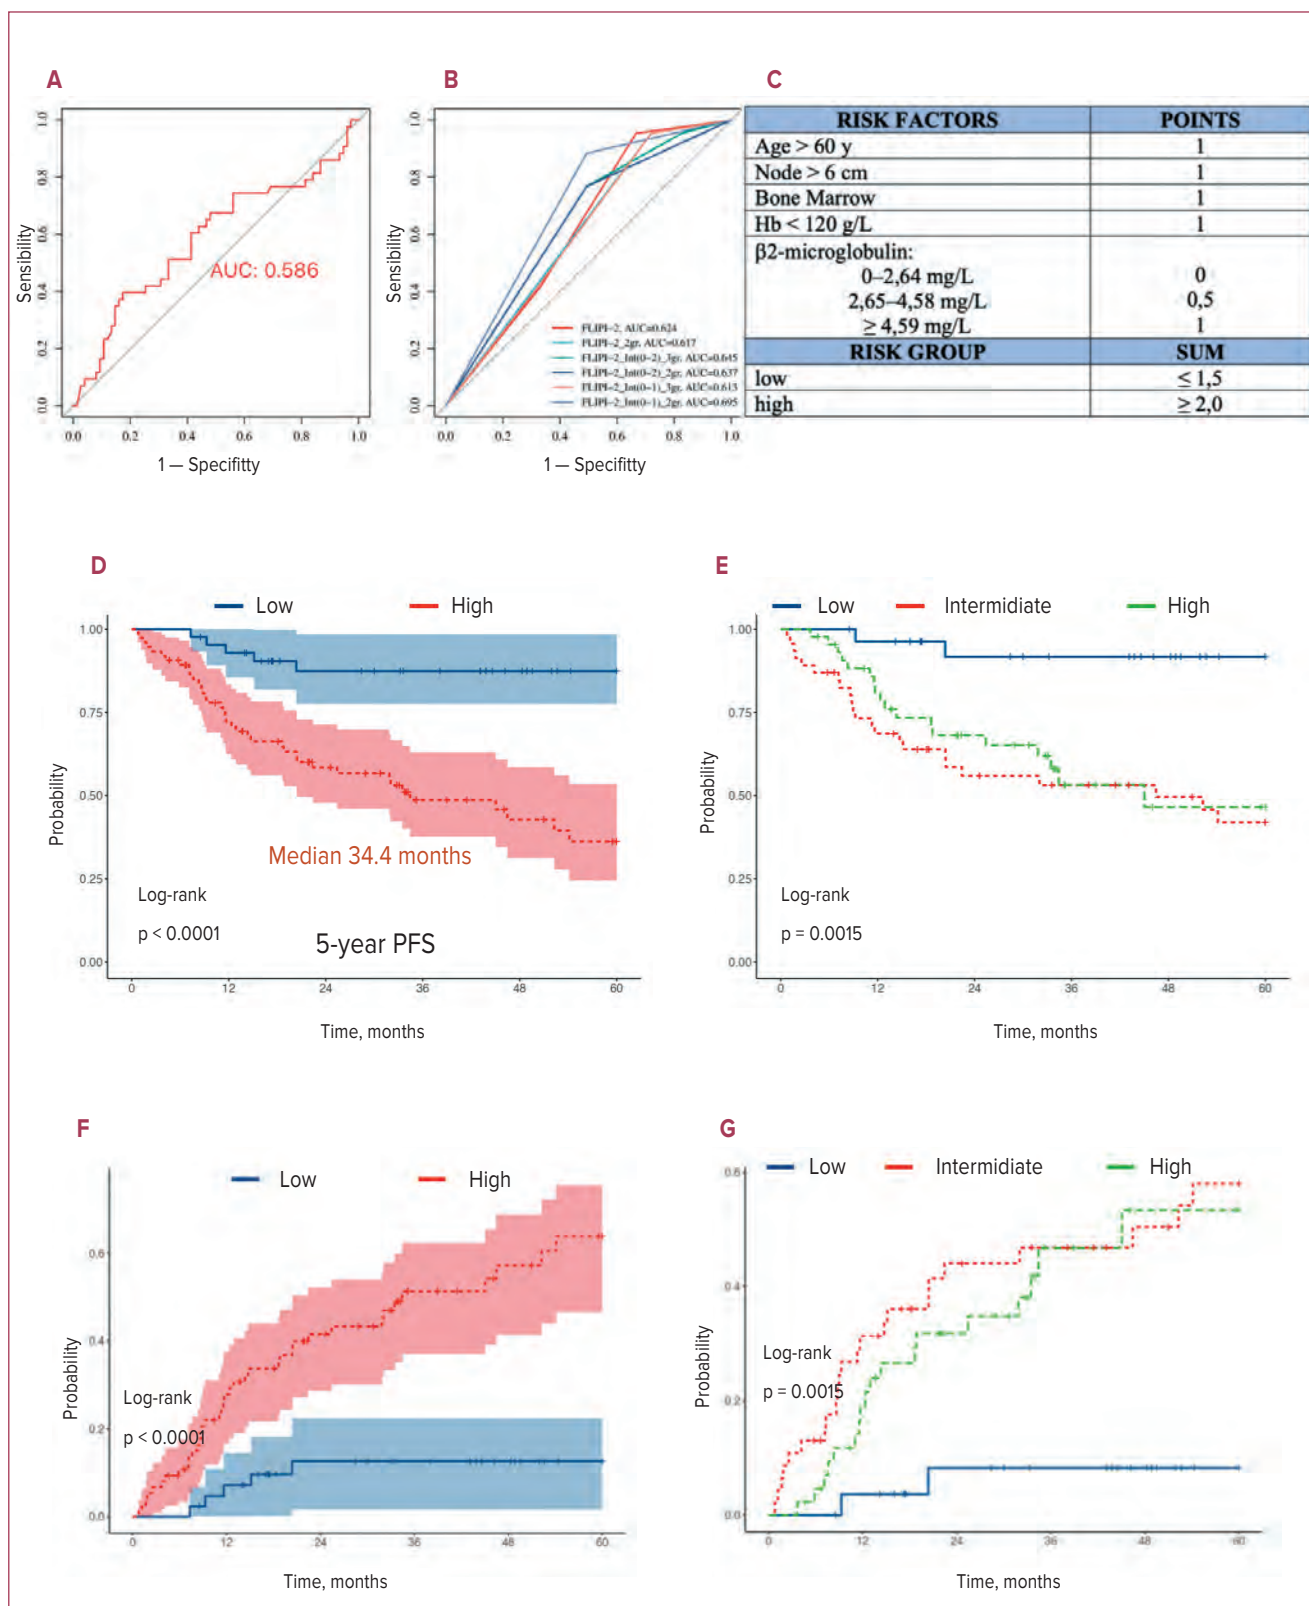 A
1.0
0.8
0.6
0.4
0.2
0.0
Sensibility
AUC: 0.586
0.0 0.2 0.4 0.6 0.8 1.0
1 — Specifitty
B
1.0
0.8
0.6
0.4
0.2
0.0
Sensibility
FLIPI-2, AUC=0.624
FLIPI-2_2gr, AUC=0.617
FLIPI-2_Int(0-2)_3gr, AUC=0.645
FLIPI-2_Int(0-2)_2gr, AUC=0.637
FLIPI-2_Int(0-1)_3gr, AUC=0.613
FLIPI-2_Int(0-1)_2gr, AUC=0.695
0.0 0.2 0.4 0.6 0.8 1.0
1 — Specifitty
C
RISK FACTORS POINTS
Age > 60 y 1
Node > 6 cm 1
Bone Marrow 1
Hb < 120 g/L 1
β2-microglobulin:
0–2,64 mg/L 0
2,65–4,58 mg/L 0,5
≥ 4,59 mg/L 1
RISK GROUP SUM
low ≤ 1,5
high ≥ 2,0
D
Low High
1.00
0.75
0.50
0.25
0.00
Probability
Median 34.4 months
Log-rank
p < 0.0001
5-year PFS
0 12 24 36 48 60
Time, months
E
Low Intermidiate High
1.00
0.75
0.50
0.25
0.00
Probability
Log-rank
p = 0.0015
0 12 24 36 48 60
Time, months
F
Low High
0.6
0.4
0.2
0.0
Probability
Log-rank
p < 0.0001
0 12 24 36 48 60
Time, months
G
Low Intermidiate High
0.6
0.4
0.2
0.0
Probability
Log-rank
p = 0.0015
0 12 24 36 48 60
Time, months